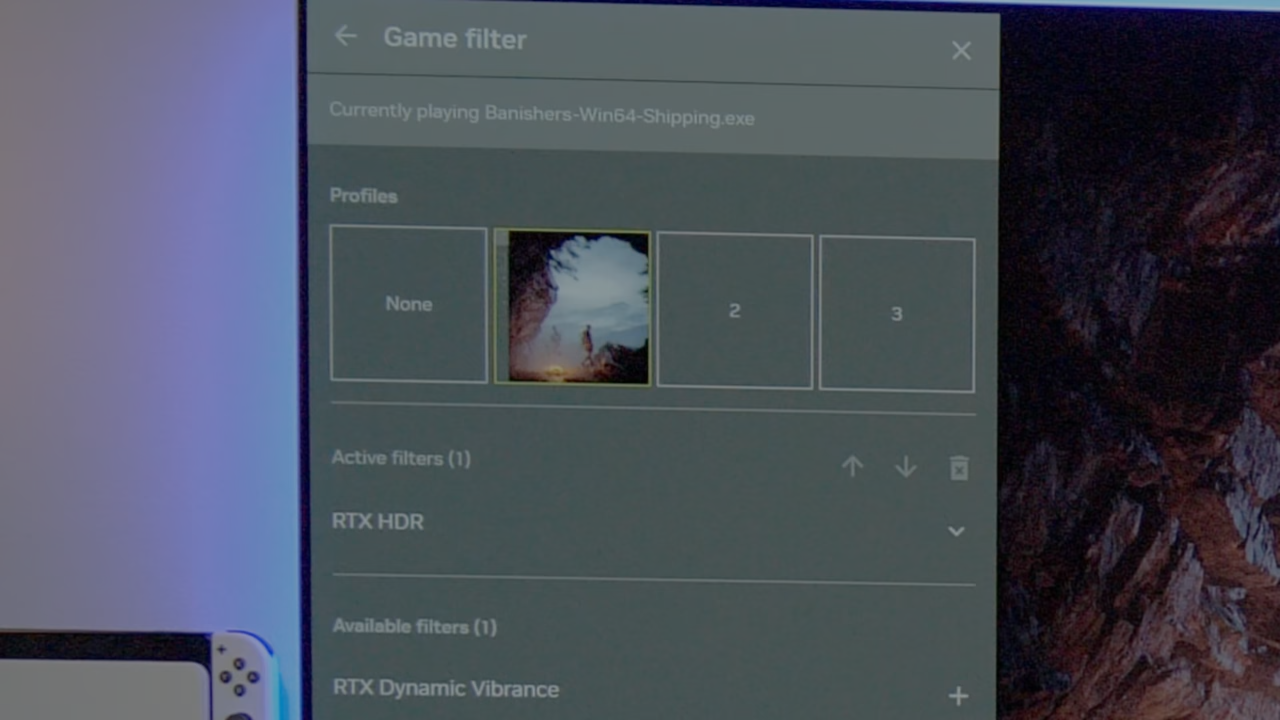 Game filter
Currently playing Banishers-Win64-Shipping.exe
Profiles
None
2
3
Active filters (1)
RTX HDR
Available filters (1)
RTX Dynamic Vibrance